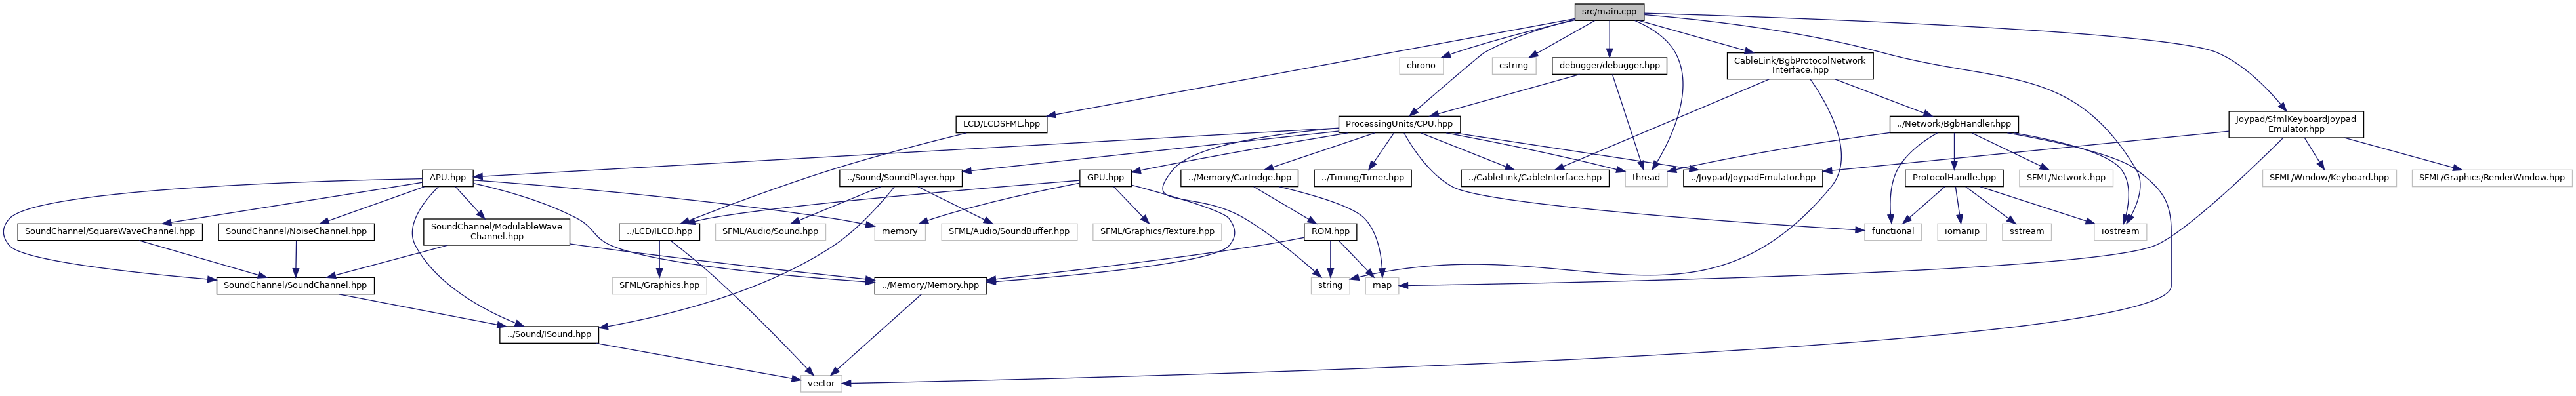 src/main.cpp
chrono
cstring
debugger/debugger.hpp
CableLink/BgbProtocolNetwork
Interface.hpp
LCD/LCDSFML.hpp
ProcessingUnits/CPU.hpp
../Network/BgbHandler.hpp
Joypad/SfmlKeyboardJoypad
Emulator.hpp
APU.hpp
../Sound/SoundPlayer.hpp
GPU.hpp
../Memory/Cartridge.hpp
../Timing/Timer.hpp
../CableLink/CableInterface.hpp
thread
../Joypad/JoypadEmulator.hpp
ProtocolHandle.hpp
SFML/Network.hpp
SFML/Window/Keyboard.hpp
SFML/Graphics/RenderWindow.hpp
SoundChannel/SquareWaveChannel.hpp
SoundChannel/NoiseChannel.hpp
SoundChannel/ModulableWave
Channel.hpp
../LCD/ILCD.hpp
SFML/Audio/Sound.hpp
memory
SFML/Audio/SoundBuffer.hpp
SFML/Graphics/Texture.hpp
ROM.hpp
functional
iomanip
sstream
iostream
SoundChannel/SoundChannel.hpp
SFML/Graphics.hpp
../Memory/Memory.hpp
string
map
../Sound/ISound.hpp
vector